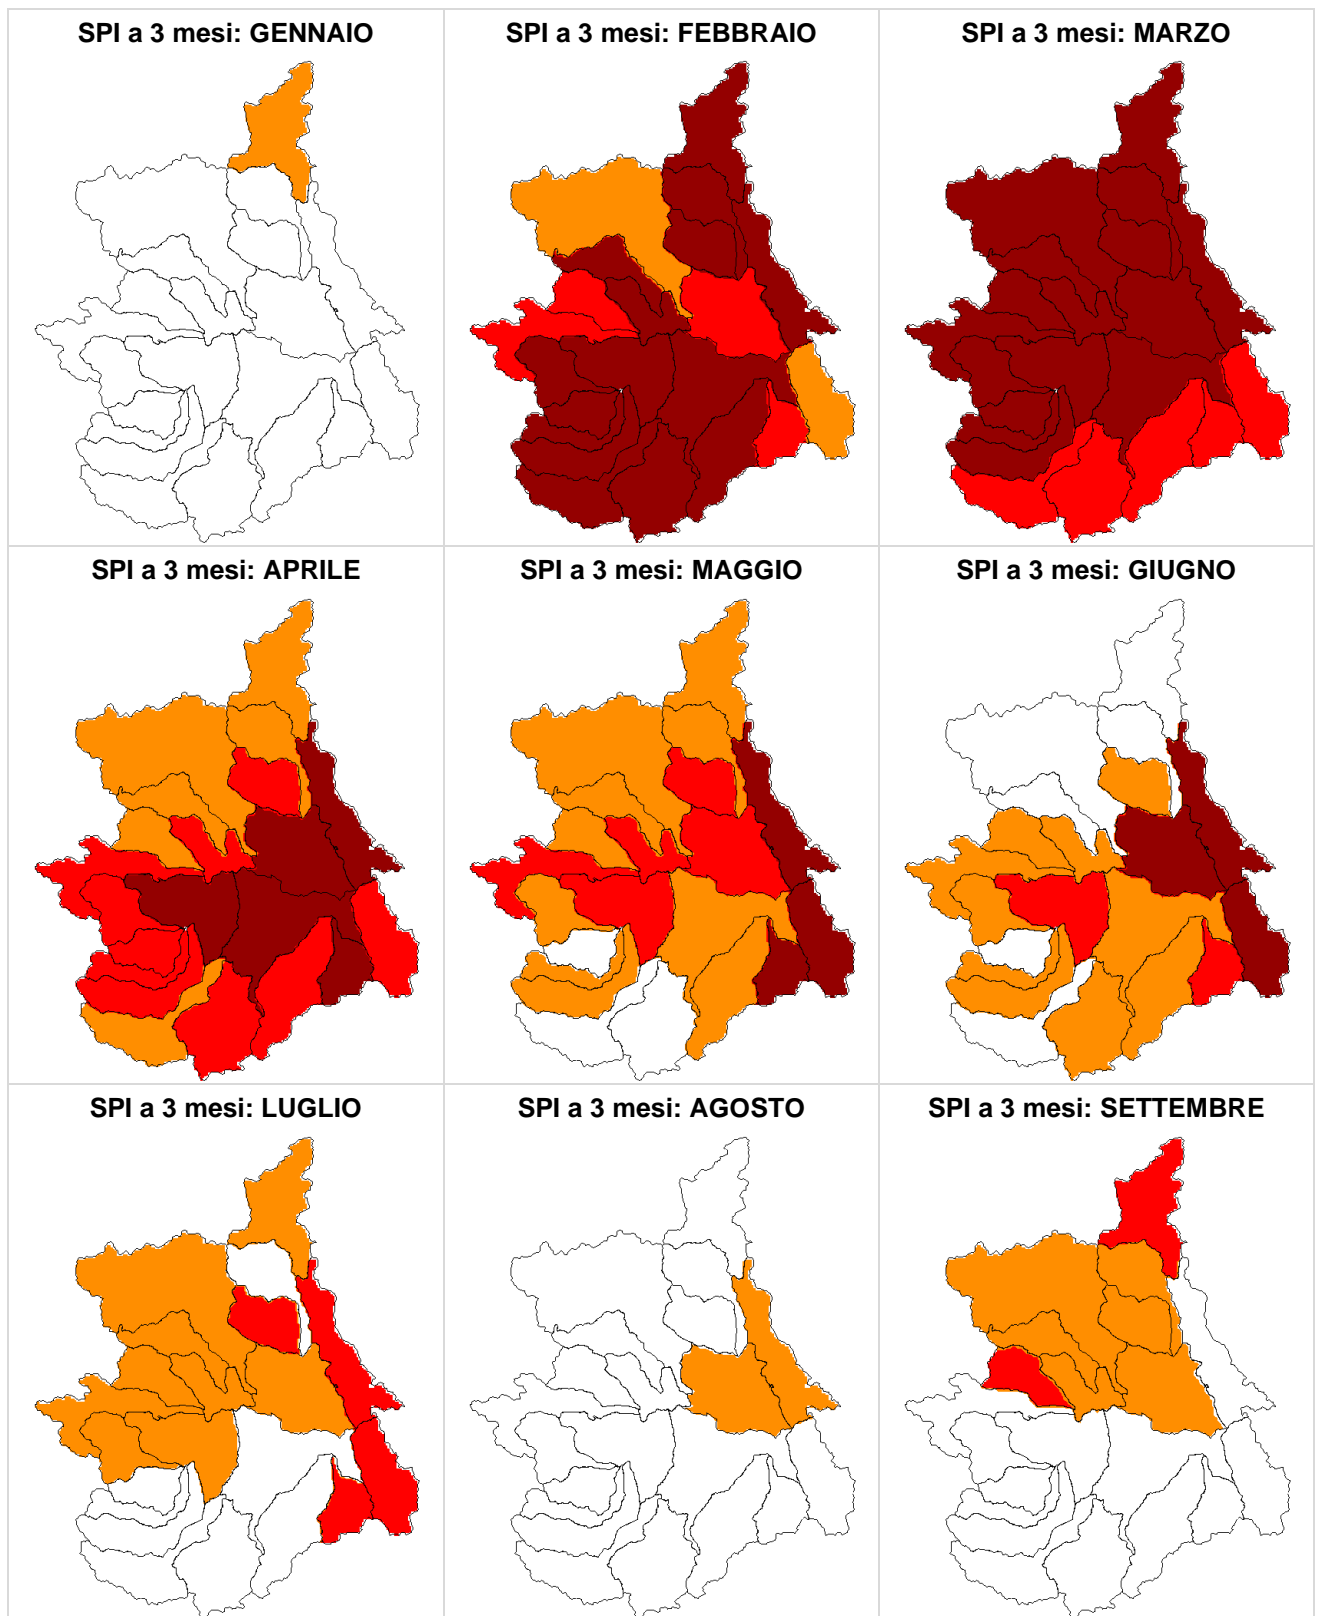 SPI a 3 mesi: GENNAIO
SPI a 3 mesi: FEBBRAIO
SPI a 3 mesi: MARZO
SPI a 3 mesi: APRILE
SPI a 3 mesi: MAGGIO
SPI a 3 mesi: GIUGNO
SPI a 3 mesi: LUGLIO
SPI a 3 mesi: AGOSTO
SPI a 3 mesi: SETTEMBRE